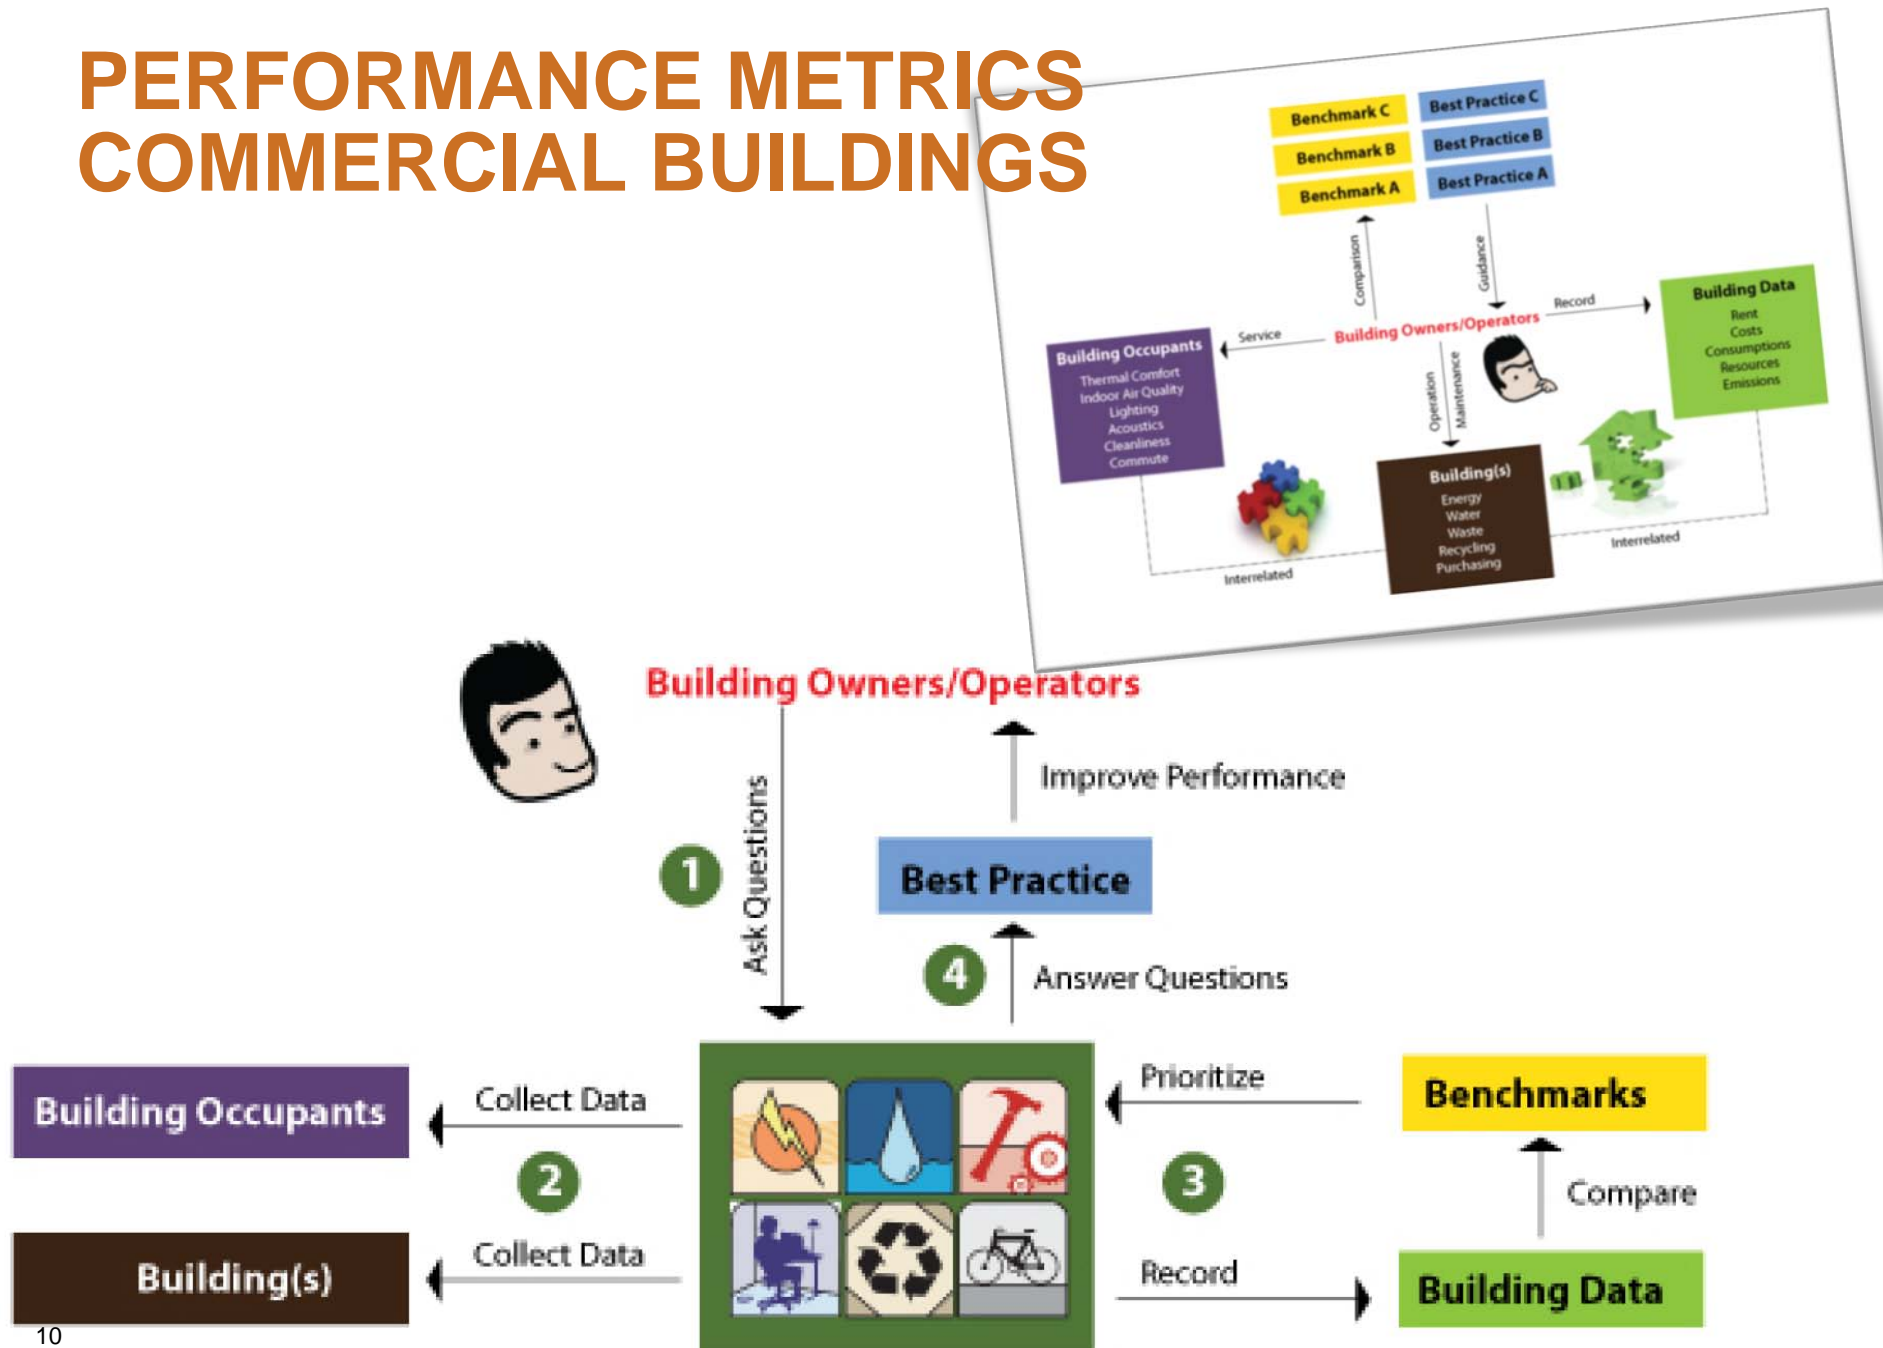 PERFORMANCE METRICS
COMMERCIAL BUILDINGS
Benchmark C
Benchmark B
Benchmark A
Best Practice C
Best Practice B
Best Practice A
Comparison
Guidance
Building Owners/Operators
Service
Record
Building Occupants
Thermal Comfort
Indoor Air Quality
Lighting
Acoustics
Cleanliness
Commute
Operation
Maintenance
Building Data
Rent
Costs
Consumptions
Resources
Emissions
Building(s)
Energy
Water
Waste
Recycling
Purchasing
Interrelated
Interrelated
Building Owners/Operators
Improve Performance
1
Ask Questions
Best Practice
4
Answer Questions
Building Occupants
Collect Data
2
Building(s)
Collect Data
Prioritize
Benchmarks
3
Compare
Record
Building Data
10